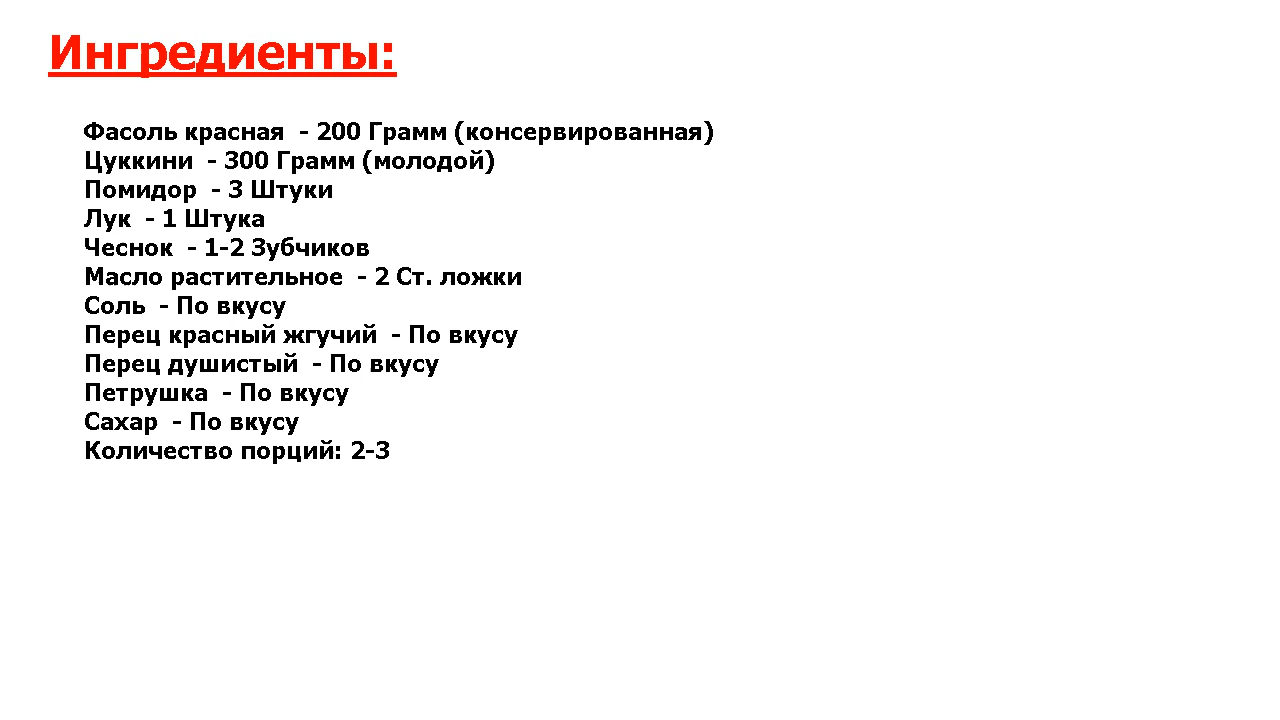 Ингредиенты:
Фасоль красная  - 200 Грамм (консервированная)
Цуккини  - 300 Грамм (молодой)
Помидор  - 3 Штуки
Лук  - 1 Штука
Чеснок  - 1-2 Зубчиков
Масло растительное  - 2 Ст. ложки
Соль  - По вкусу
Перец красный жгучий  - По вкусу
Перец душистый  - По вкусу
Петрушка  - По вкусу
Сахар  - По вкусу
Количество порций: 2-3